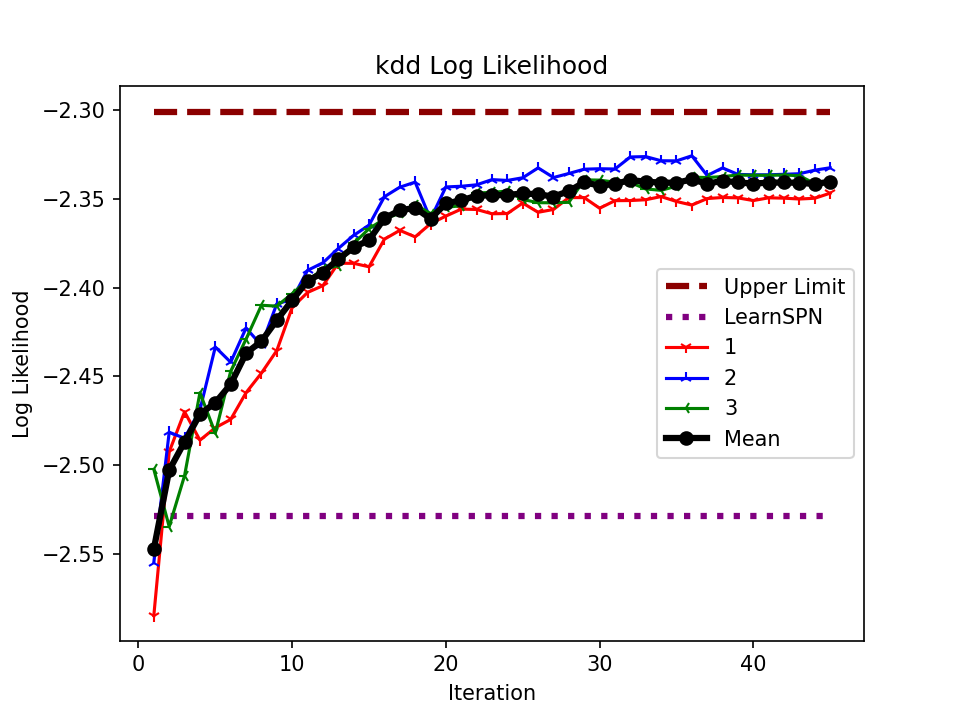 kdd Log Likelihood
Log Likelihood
−2.30
−2.35
−2.40
−2.45
−2.50
−2.55
Upper Limit
LearnSPN
1
2
3
Mean
0
10
20
30
40
Iteration